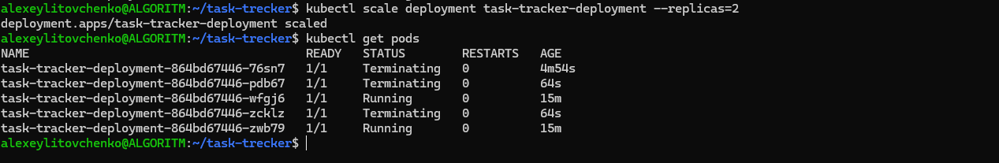 alexeylitovchenko@ALGORITM:~/task-trecker$ kubectl scale deployment task-tracker-deployment --replicas=2
deployment.apps/task-tracker-deployment scaled
alexeylitovchenko@ALGORITM:~/task-trecker$ kubectl get pods
NAME READY STATUS RESTARTS AGE
task-tracker-deployment-864bd67446-76sn7 1/1 Terminating 0 4m54s
task-tracker-deployment-864bd67446-pdb67 1/1 Terminating 0 64s
task-tracker-deployment-864bd67446-wfgj6 1/1 Running 0 15m
task-tracker-deployment-864bd67446-zcklz 1/1 Terminating 0 64s
task-tracker-deployment-864bd67446-zwb79 1/1 Running 0 15m
alexeylitovchenko@ALGORITM:~/task-trecker$